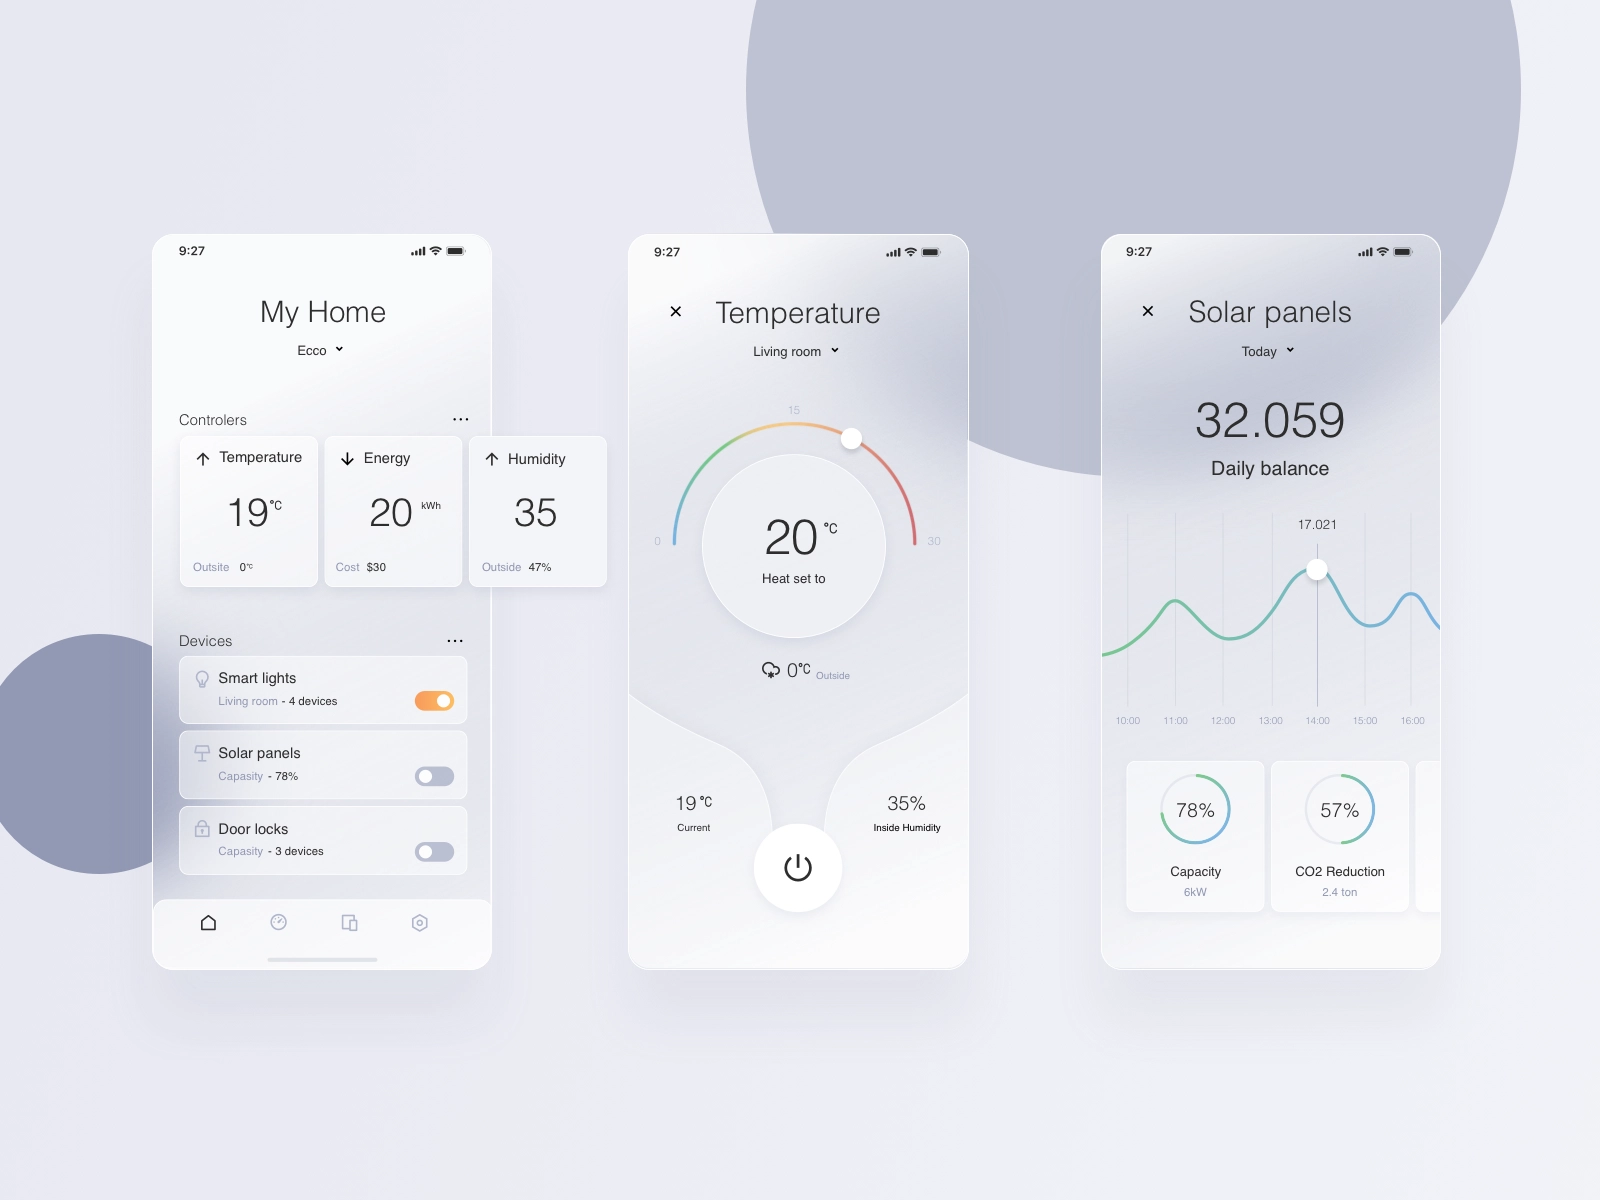 9:27
My Home
Ecco
Controlers
Temperature
19°C
Outsite 0°C
Energy
20 kWh
Cost $30
Humidity
35
Outside 47%
Devices
Smart lights
Living room - 4 devices
Solar panels
Capacity - 78%
Door locks
Capacity - 3 devices
9:27
Temperature
Living room
15
0
30
20 °C
Heat set to
0°C Outside
19 °C
Current
35%
Inside Humidity
9:27
Solar panels
Today
32.059
Daily balance
17.021
10:00 11:00 12:00 13:00 14:00 15:00 16:00
78%
Capacity
6kW
57%
CO2 Reduction
2.4 ton